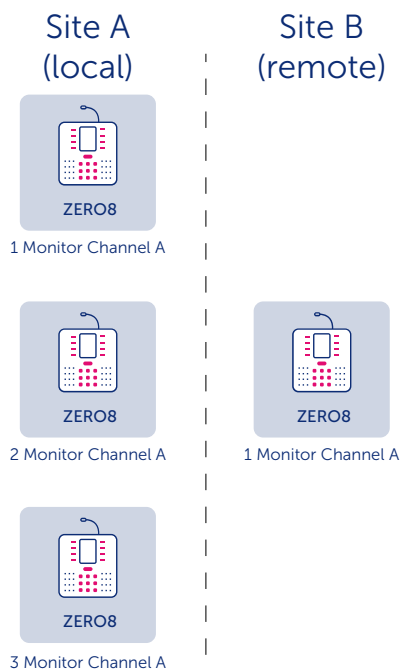 Site A
(local)
Site B
(remote)
ZERO8
1 Monitor Channel A
ZERO8
2 Monitor Channel A
ZERO8
1 Monitor Channel A
ZERO8
3 Monitor Channel A